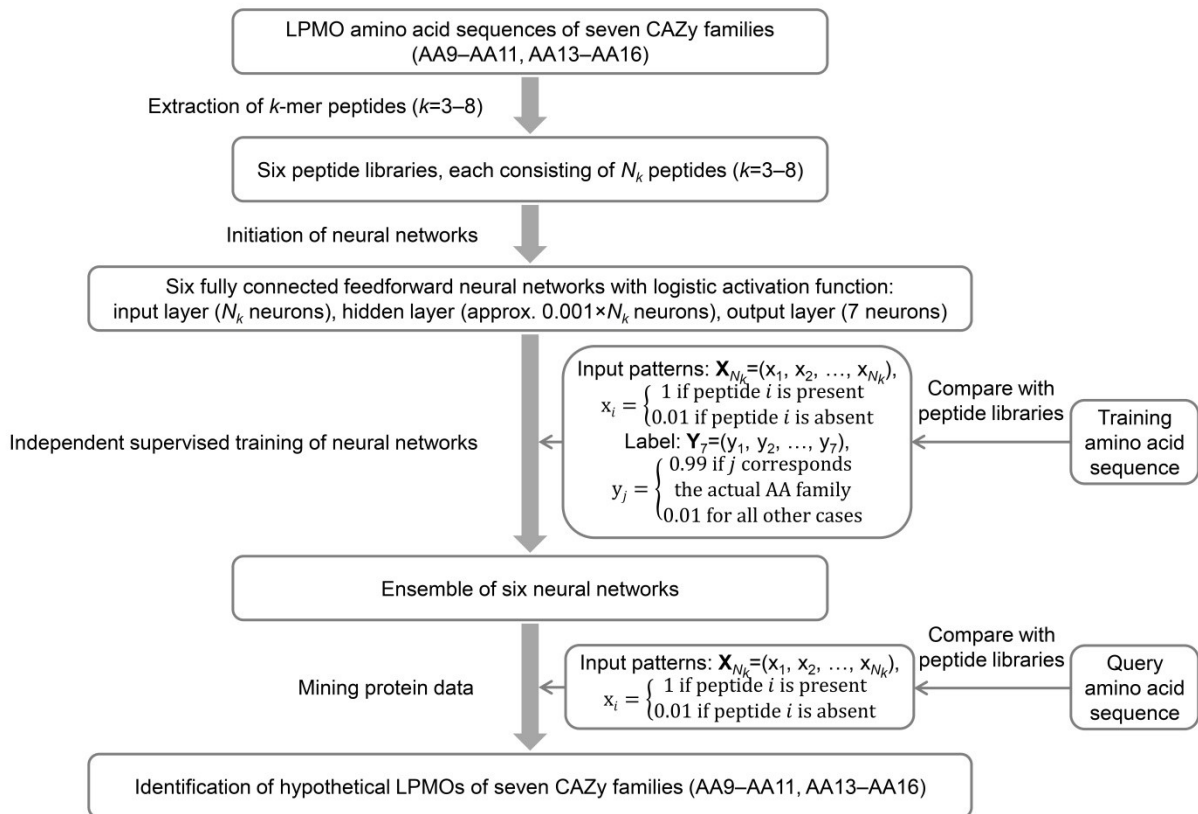 LPMO amino acid sequences of seven CAZy families
(AA9–AA11, AA13–AA16)
Extraction of k-mer peptides (k=3–8)
Six peptide libraries, each consisting of Nk peptides (k=3–8)
Initiation of neural networks
Six fully connected feedforward neural networks with logistic activation function:
input layer (Nk neurons), hidden layer (approx. 0.001×Nk neurons), output layer (7 neurons)
Independent supervised training of neural networks
Input patterns: XNk=(x1, x2, …, xNk),
xi = { 1 if peptide i is present
0.01 if peptide i is absent
Label: Y7=(y1, y2, …, y7),
yj = { 0.99 if j corresponds
the actual AA family
0.01 for all other cases
Compare with
peptide libraries
Training
amino acid
sequence
Ensemble of six neural networks
Mining protein data
Input patterns: XNk=(x1, x2, …, xNk),
xi = { 1 if peptide i is present
0.01 if peptide i is absent
Compare with
peptide libraries
Query
amino acid
sequence
Identification of hypothetical LPMOs of seven CAZy families (AA9–AA11, AA13–AA16)